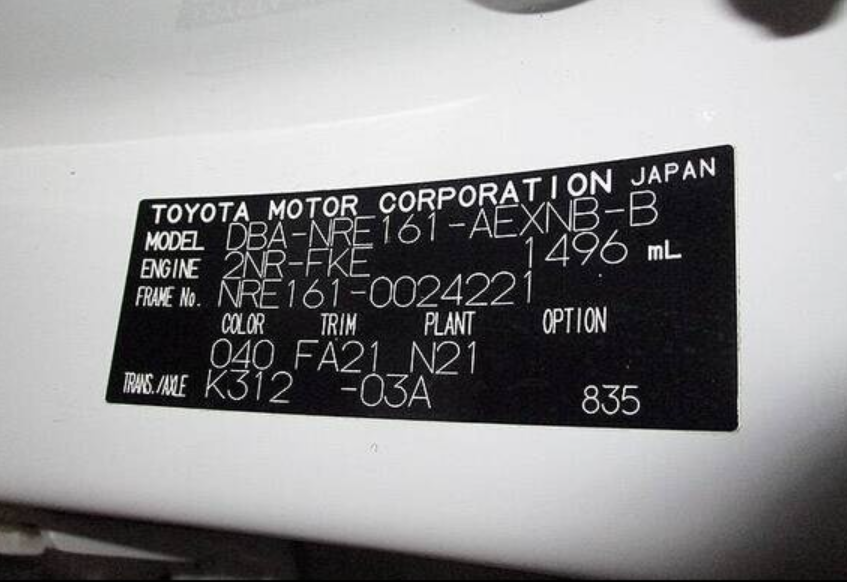 TOYOTA MOTOR CORPORATION JAPAN
MODEL DBA-NRE161-AEXNB-B
ENGINE 2NR-FKE 1496 mL
FRAME No. NRE161-0024221
COLOR TRIM PLANT OPTION
040 FA21 N21
TRANS./AXLE K312 -03A 835